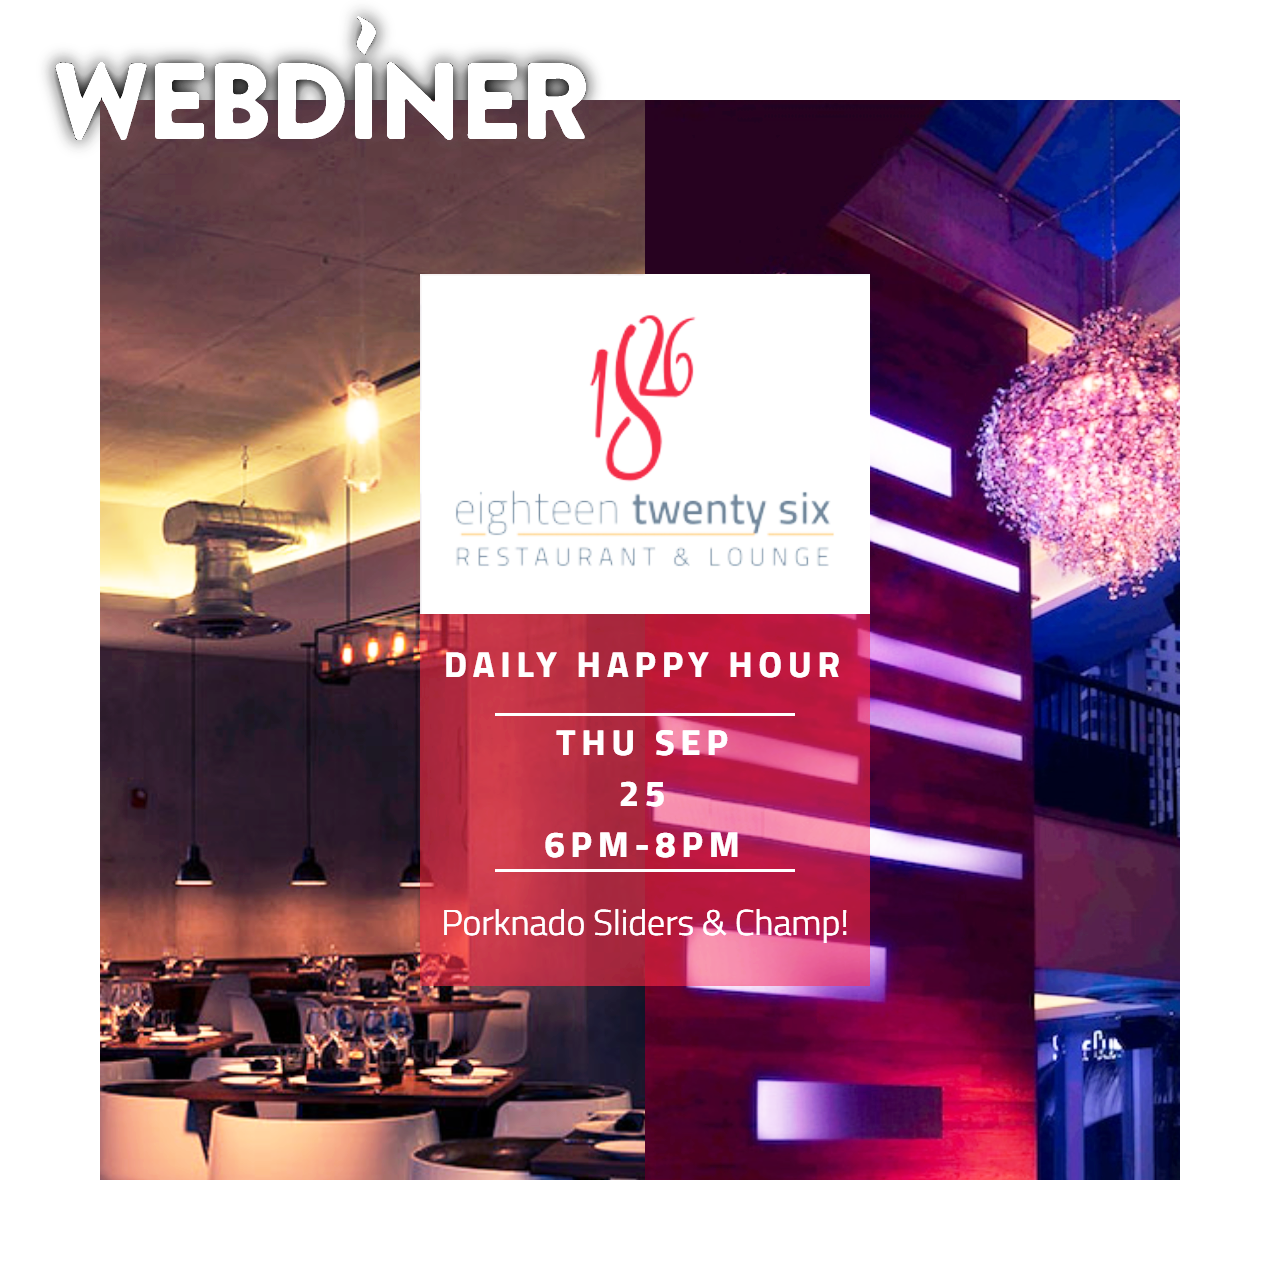 WEBDINER
1826
eighteen twenty six
RESTAURANT & LOUNGE
DAILY HAPPY HOUR
THU SEP
25
6PM-8PM
Porknado Sliders & Champ!